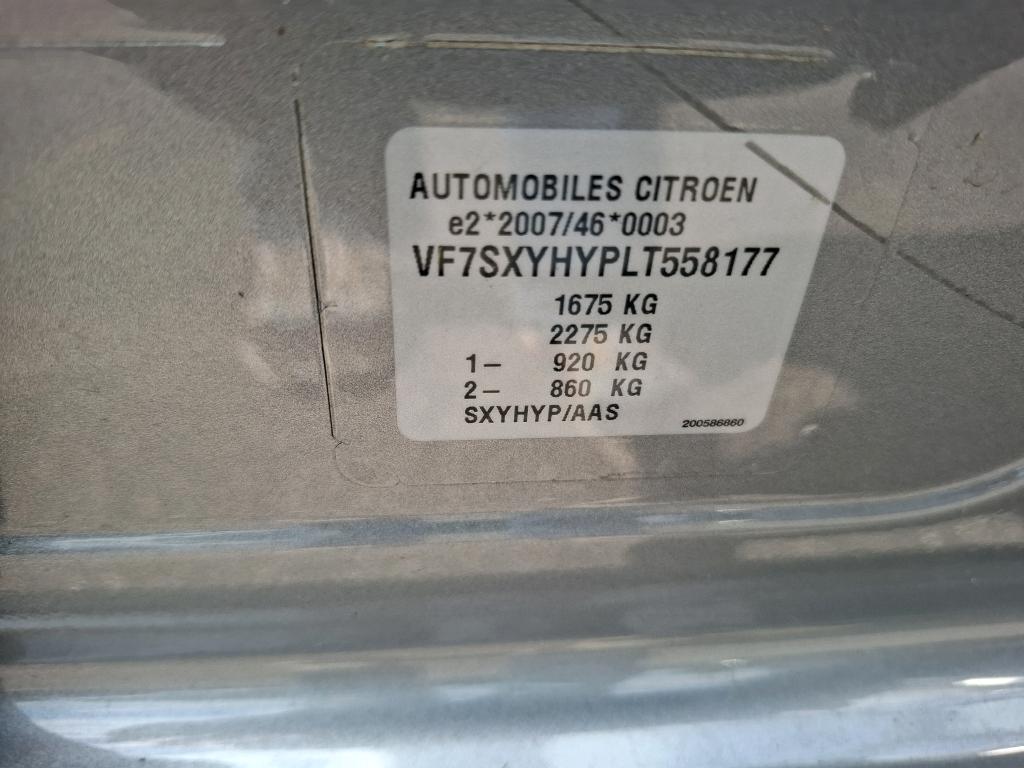 AUTOMOBILES CITROEN
e2*2007/46*0003
VF7SXYHYPLT558177
1675 KG
2275 KG
1– 920 KG
2– 860 KG
SXYHYP/AAS
200586860